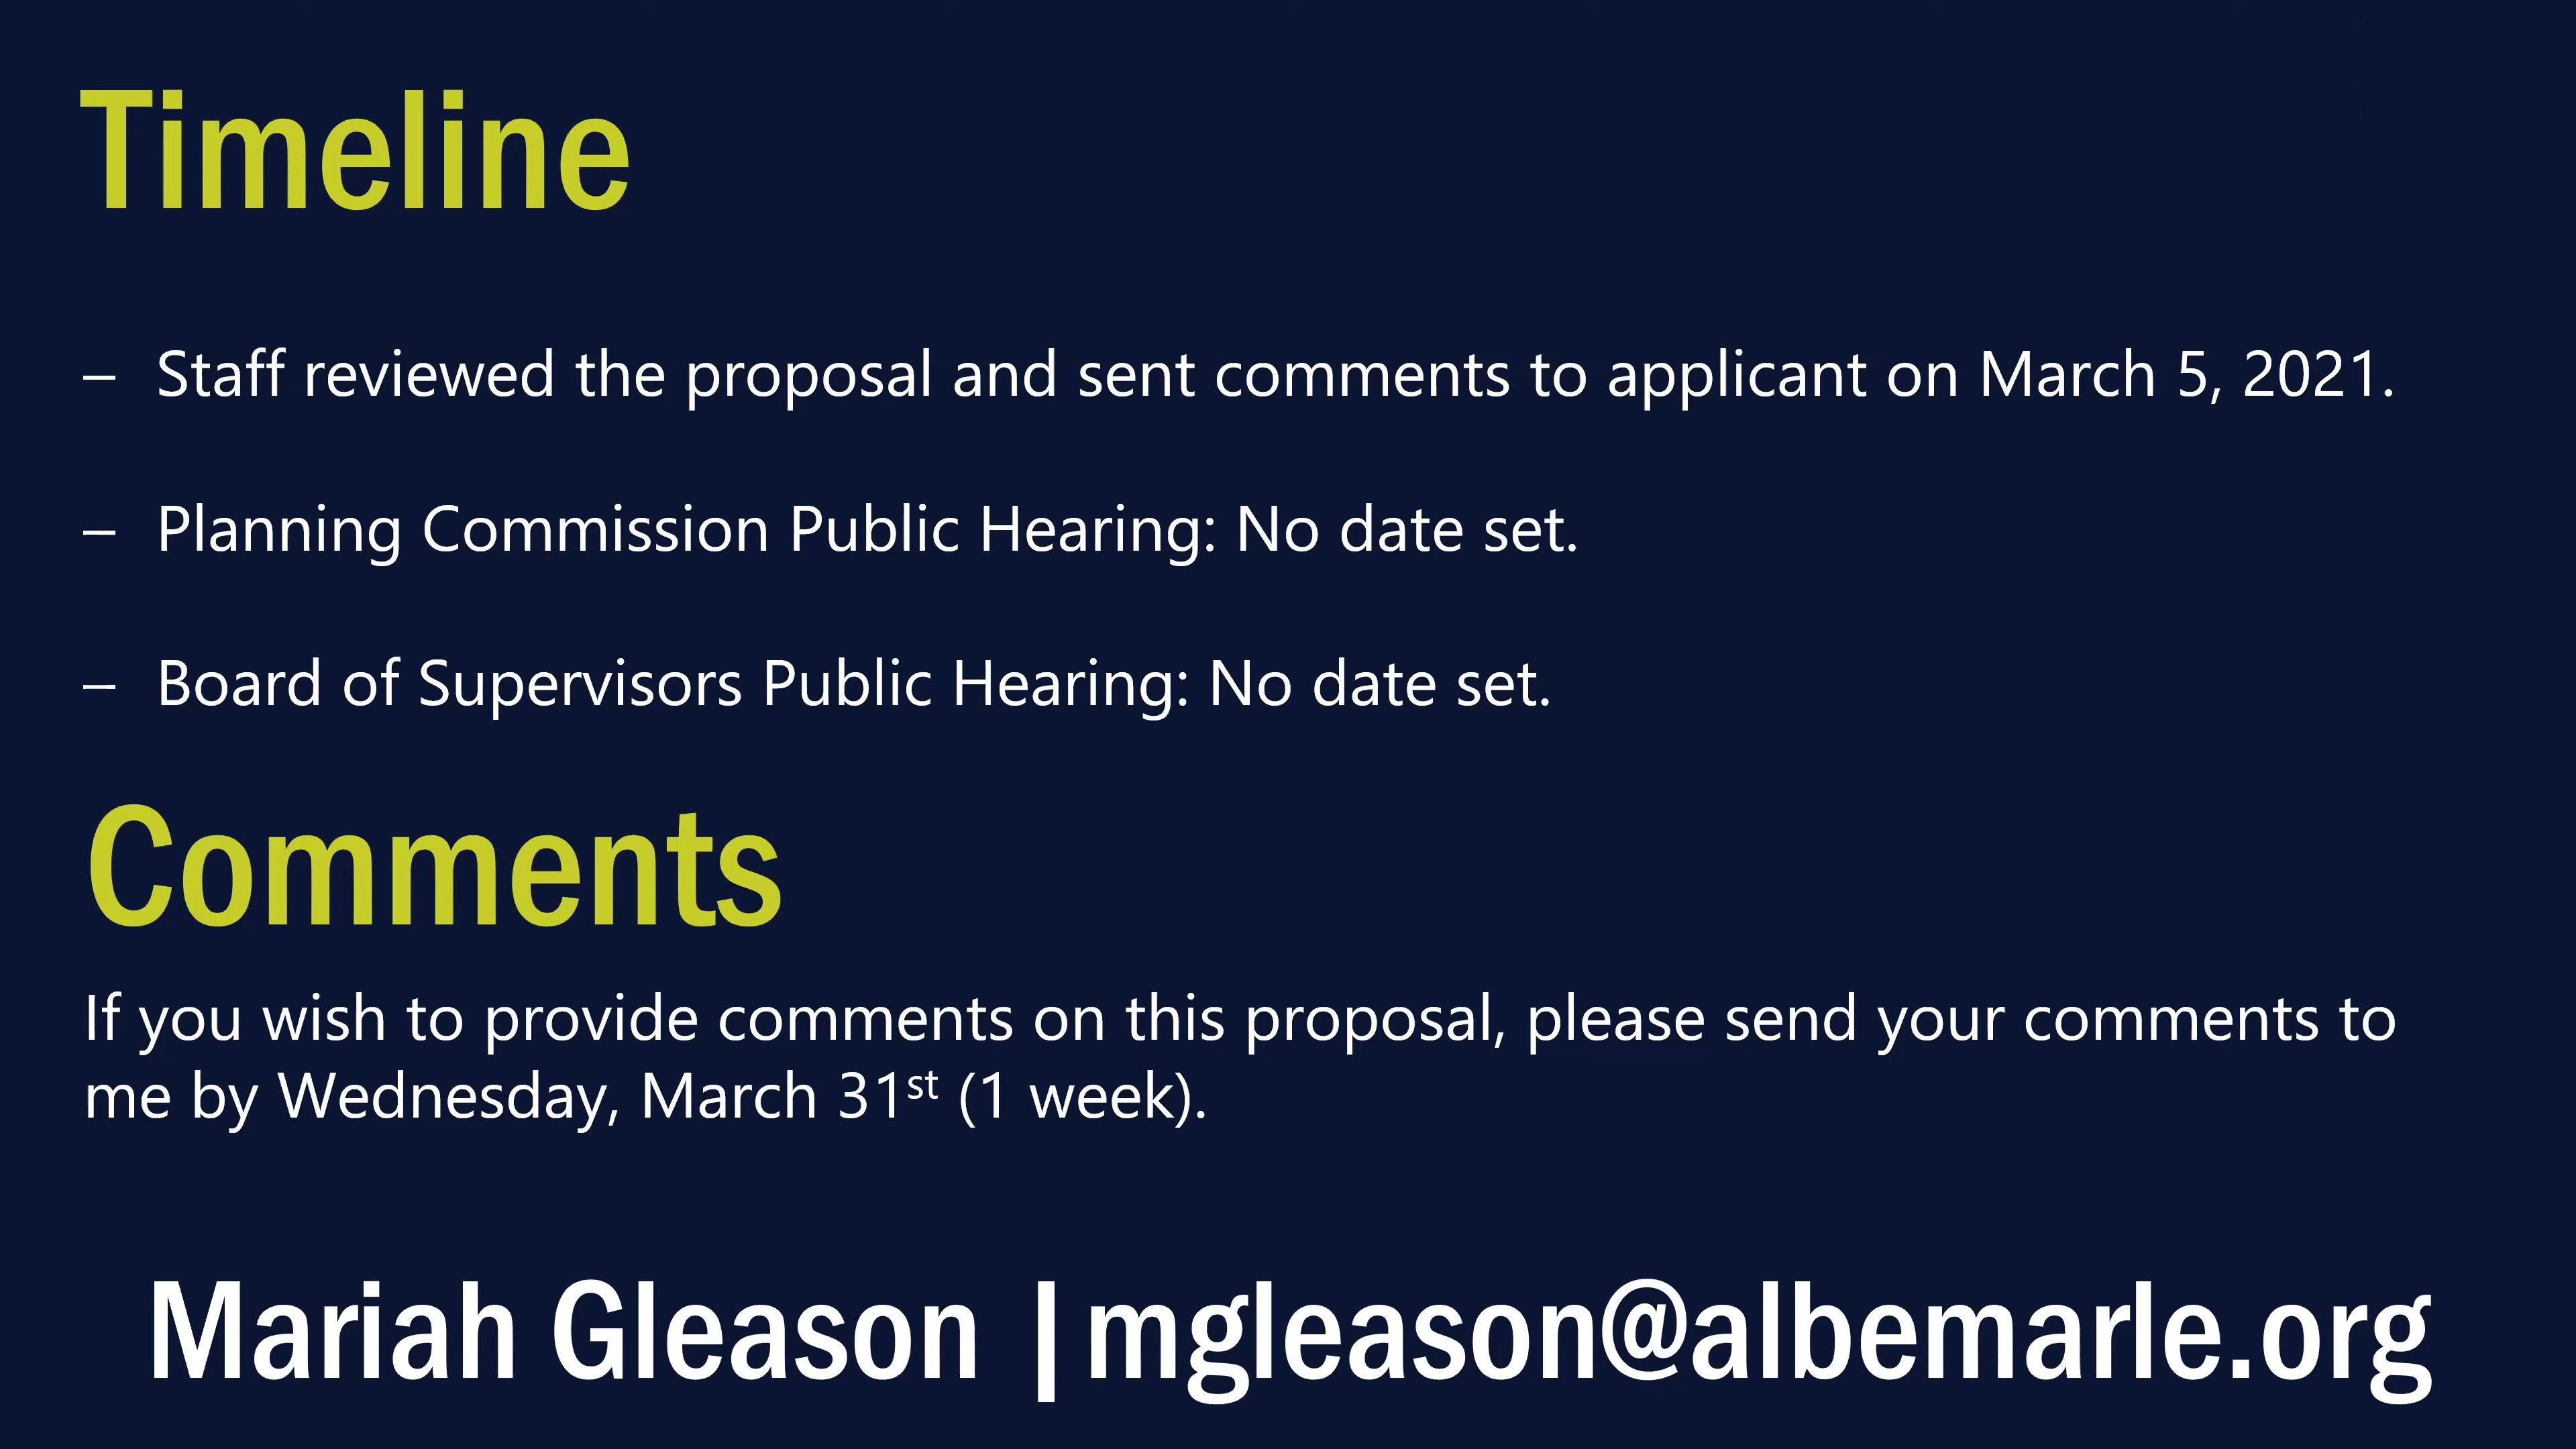 Timeline
– Staff reviewed the proposal and sent comments to applicant on March 5, 2021.
– Planning Commission Public Hearing: No date set.
– Board of Supervisors Public Hearing: No date set.
Comments
If you wish to provide comments on this proposal, please send your comments to
me by Wednesday, March 31st (1 week).
Mariah Gleason | mgleason@albemarle.org